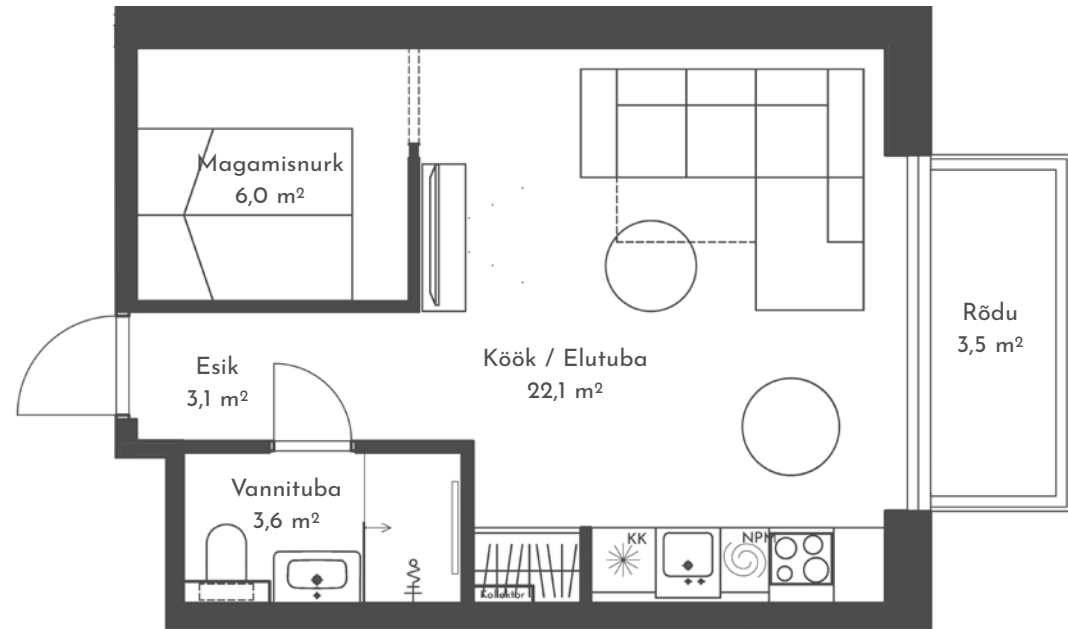 Magamisnurk
6,0 m²
Rõdu
3,5 m²
Köök / Elutuba
22,1 m²
Esik
3,1 m²
Vannituba
3,6 m²
KK
NPM
Kollektor